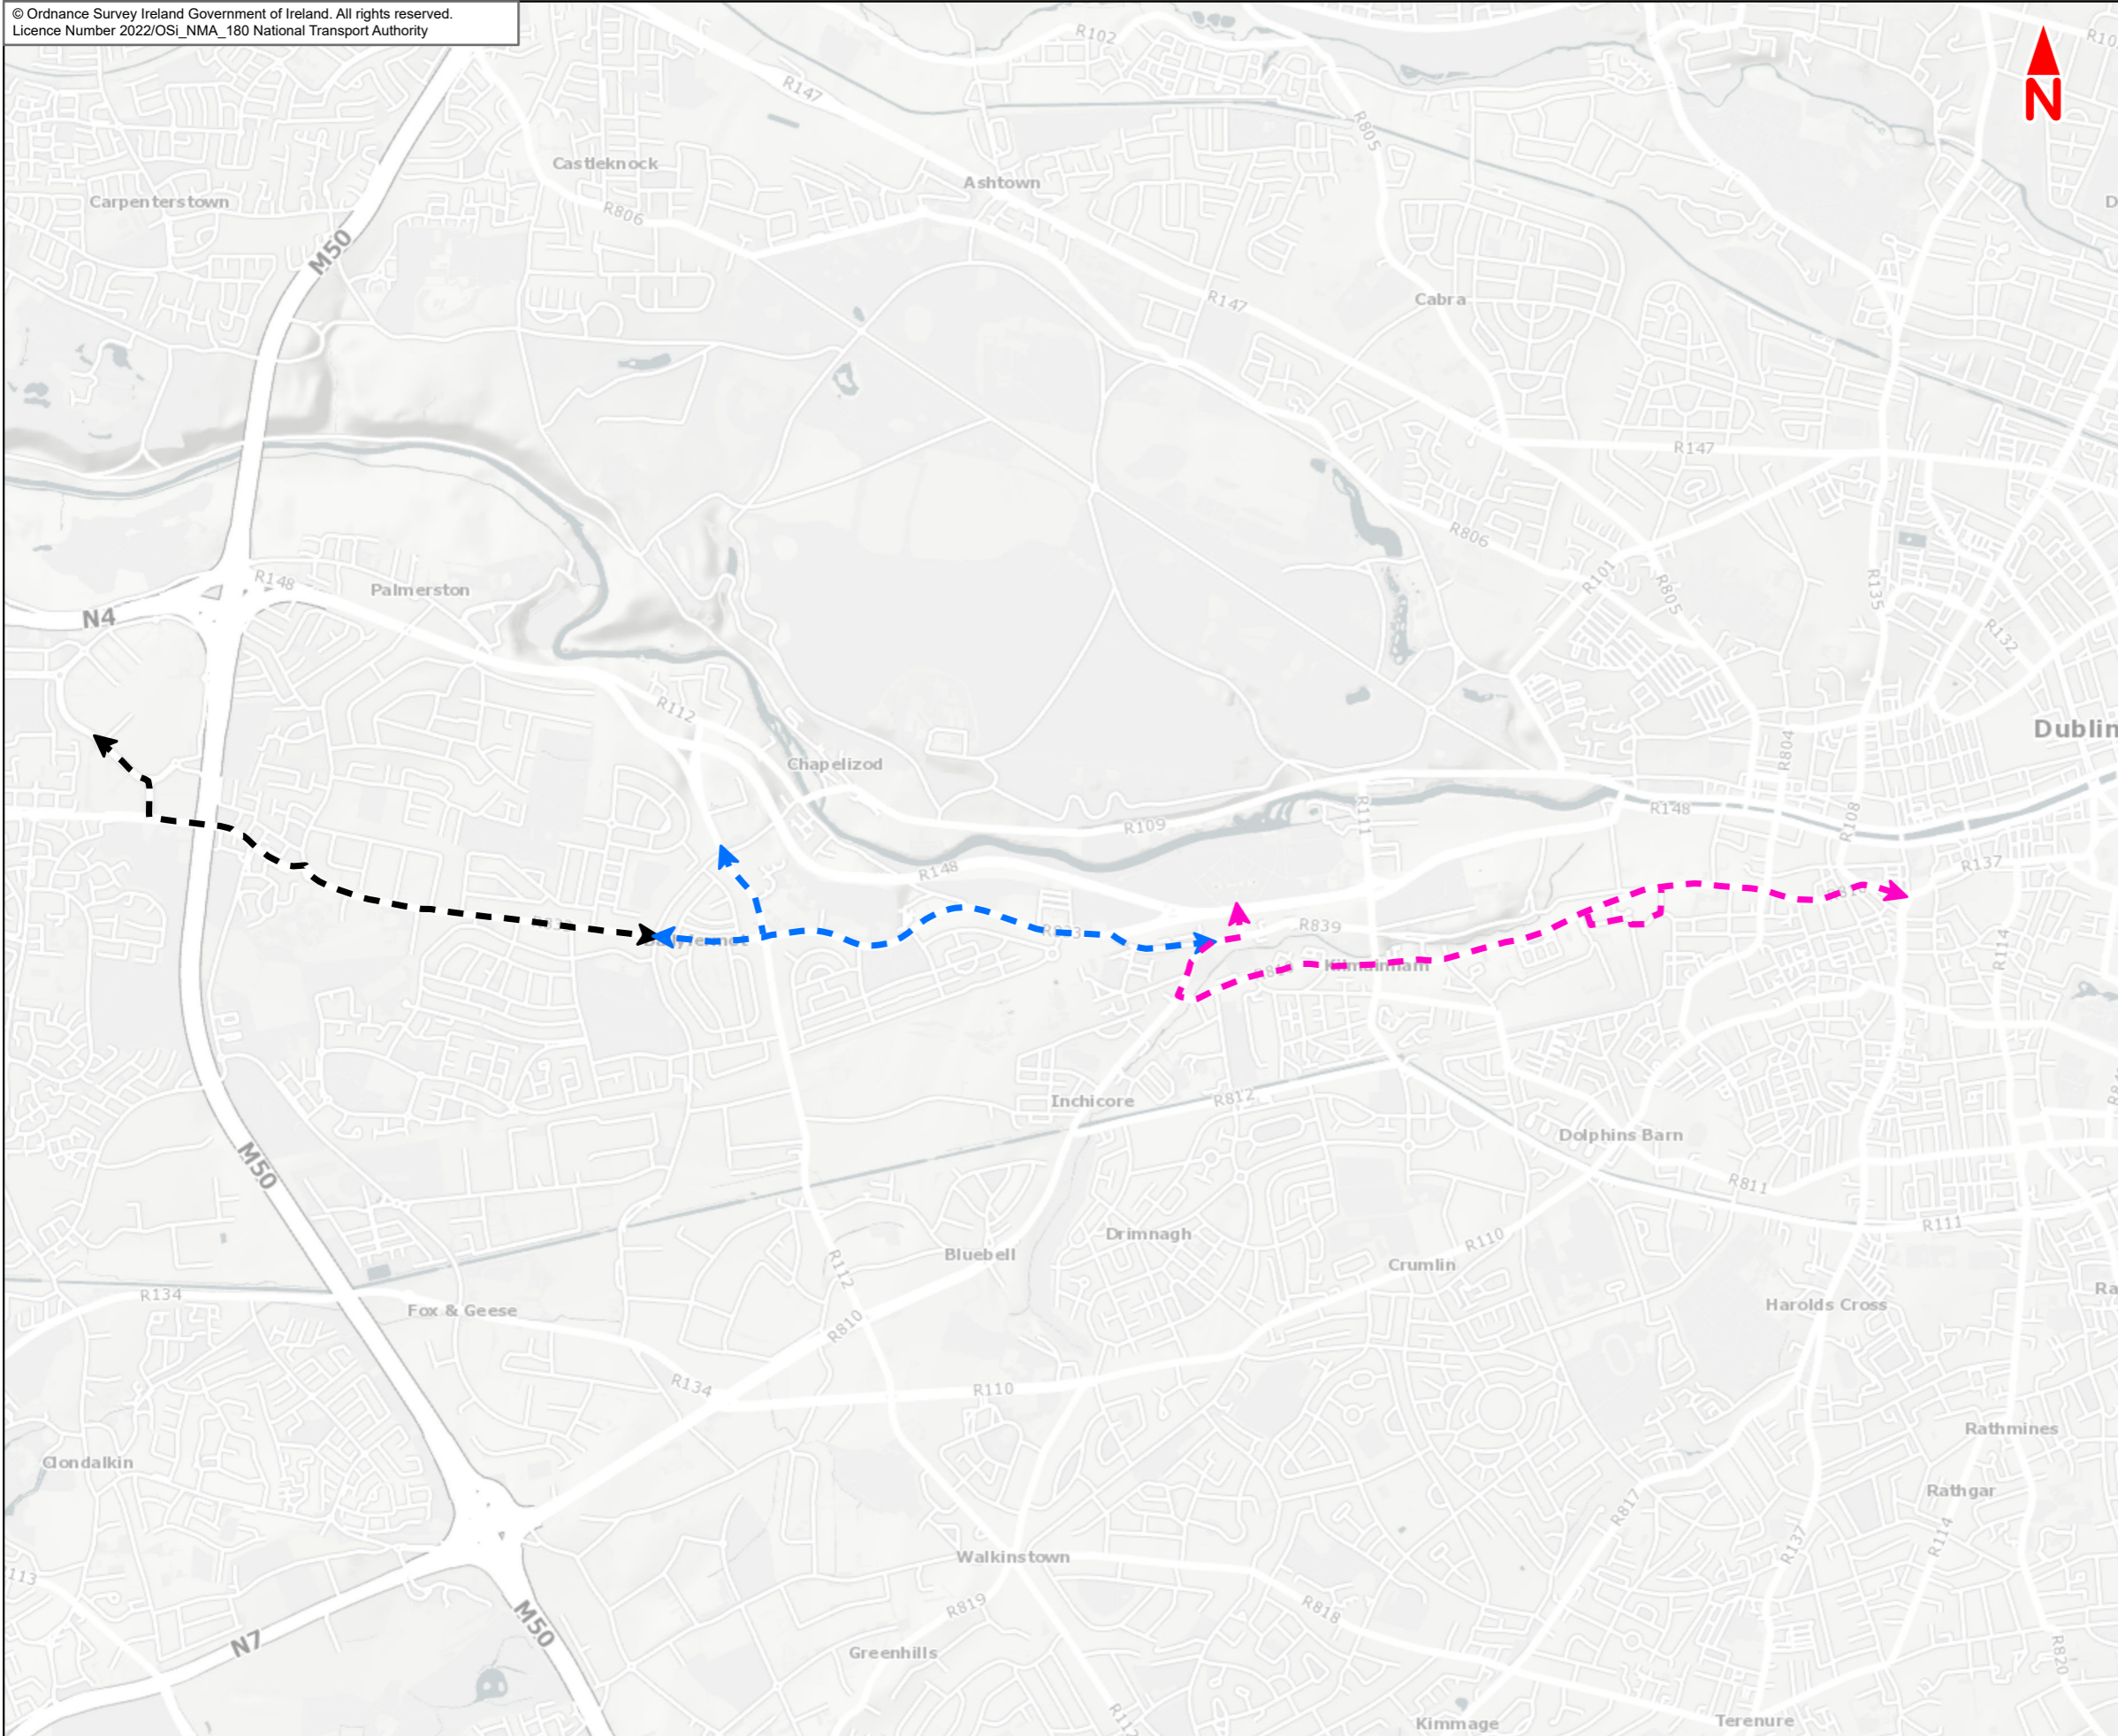 © Ordnance Survey Ireland Government of Ireland. All rights reserved.
Licence Number 2022/OSi_NMA_180 National Transport Authority
R102
N
R147
R805
Castleknock
Ashtown
Carpenterstown
R806
M50
R147
Cabra
R147
R806
R101
R805
R135
R148
Palmerston
N4
R132
R112
Dublin
R804
Chapelizod
R111
R148
R108
R109
R148
R137
R839
Kilmainham
R114
Inchicore
R812
Dolphins Barn
M50
R811
R111
Drimnagh
R110
Bluebell
R112
Crumlin
R134
Fox & Geese
Harolds Cross
R810
R134
R110
Rathmines
Clondalkin
Rathgar
R817
R114
R137
Walkinstown
R819
R818
M50
N7
Greenhills
R820
R112
Kimmage
Terenure